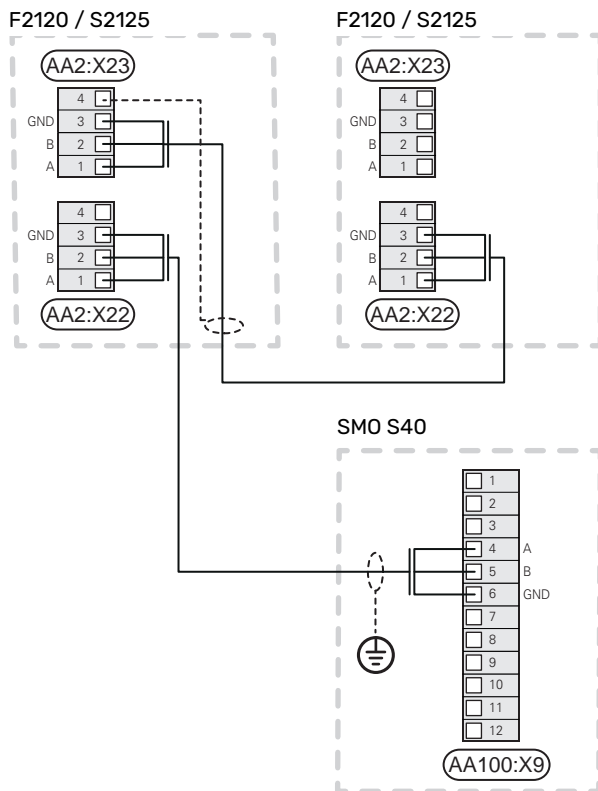 F2120 / S2125
AA2:X23
4
GND 3
B 2
A 1
4
GND 3
B 2
A 1
AA2:X22
F2120 / S2125
AA2:X23
4
GND 3
B 2
A 1
4
GND 3
B 2
A 1
AA2:X22
SMO S40
1
2
3
4 A
5 B
6 GND
7
8
9
10
11
12
AA100:X9